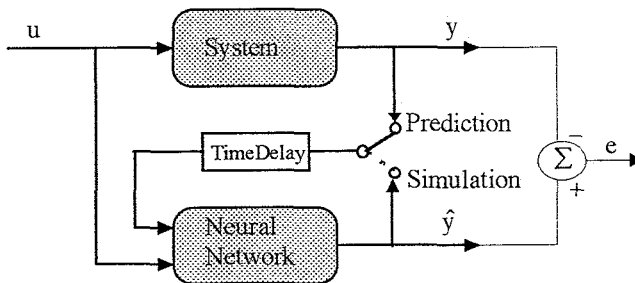 u
System
y
Prediction
TimeDelay
Σ
−
e
Simulation
+
Neural
Network
ŷ